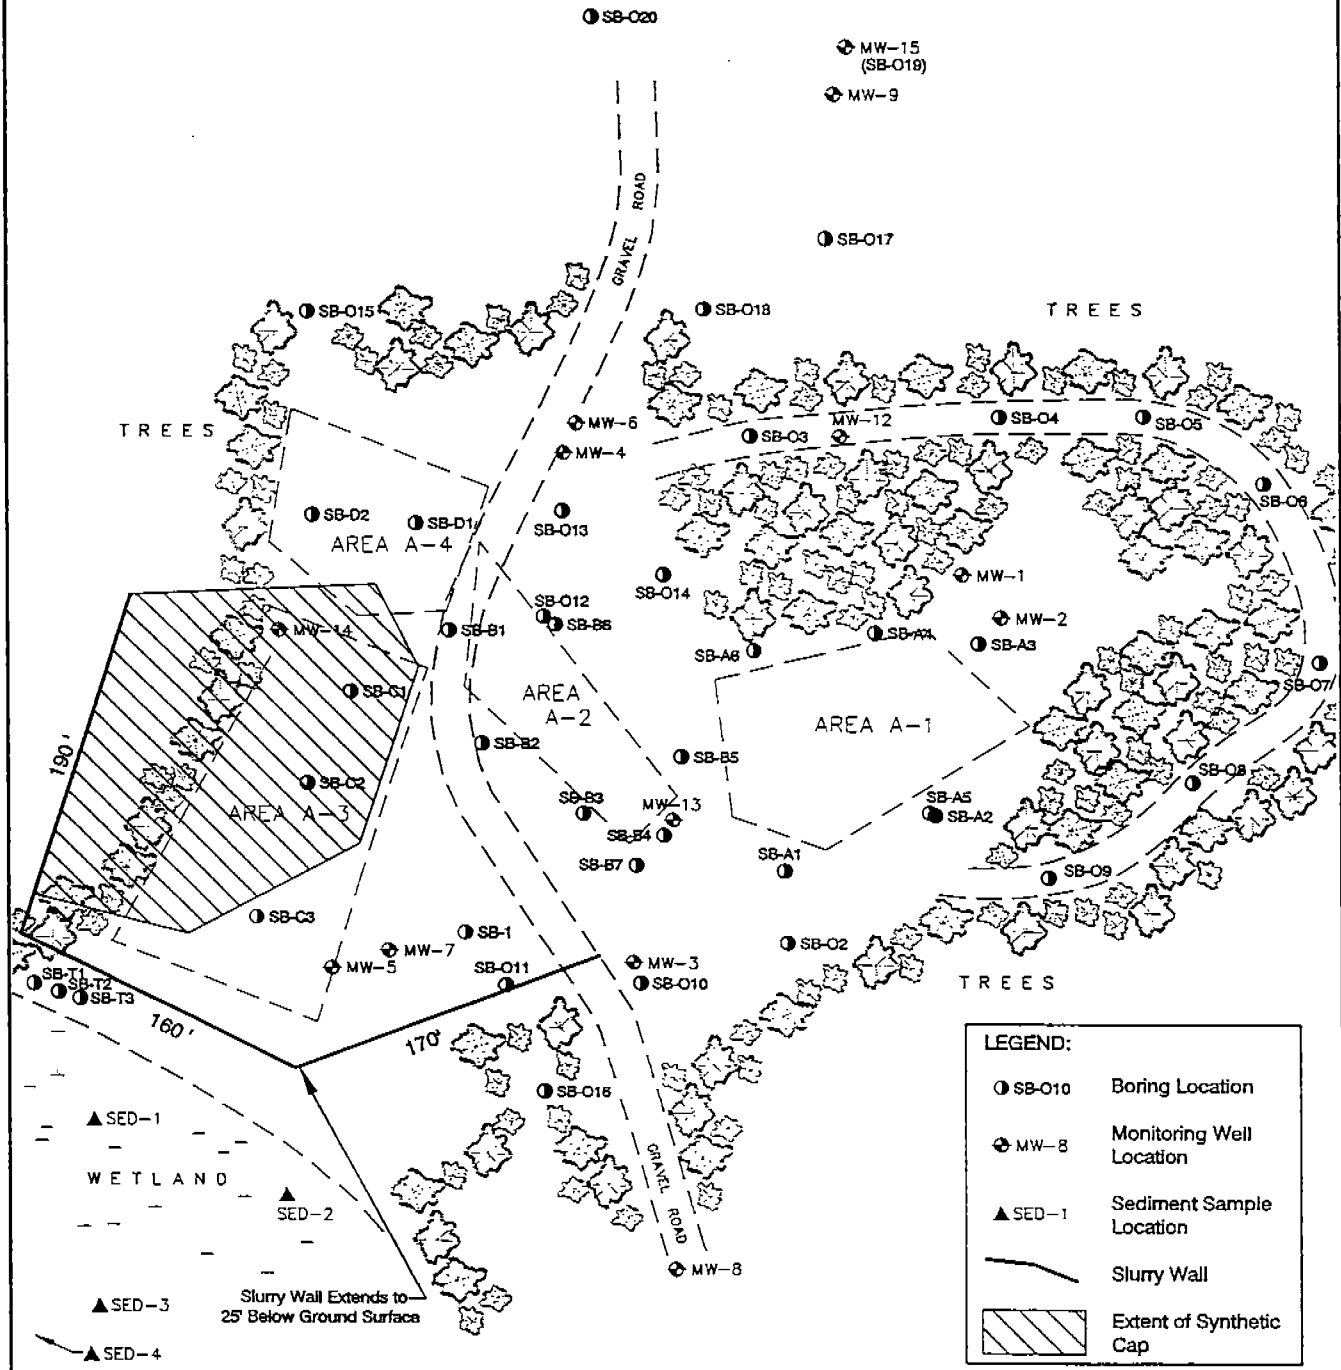 SB-O20
MW-15
(SB-O19)
MW-9
GRAVEL ROAD
SB-O17
SB-O15
SB-O18
TREES
MW-6
MW-12
SB-O3
SB-O4
SB-O5
TREES
MW-4
SB-O6
SB-D2
SB-D1
SB-O13
AREA A-4
SB-O14
MW-1
SB-O12
SB-B6
MW-14
SB-B1
MW-2
SB-A4
SB-A3
SB-A6
SB-O7
SB-C1
AREA
A-2
AREA A-1
190'
SB-B2
SB-B5
SB-C2
SB-O8
AREA A-3
SB-B3
MW-13
SB-A5
SB-A2
SB-B4
SB-B7
SB-A1
SB-O9
SB-C3
SB-1
SB-O2
MW-7
MW-5
MW-3
SB-O11
SB-O10
TREES
SB-T1
SB-T2
SB-T3
160'
170'
SB-O16
SED-1
WETLAND
SED-2
GRAVEL ROAD
MW-8
Slurry Wall Extends to
25' Below Ground Surface
SED-3
SED-4
LEGEND:
SB-O10 Boring Location
MW-8 Monitoring Well
Location
SED-1 Sediment Sample
Location
Slurry Wall
Extent of Synthetic
Cap